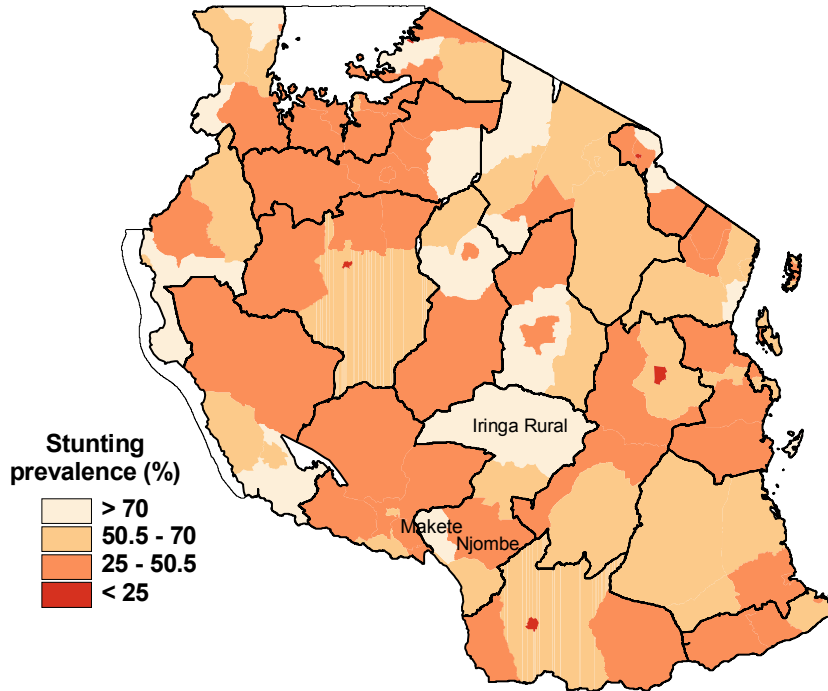 Iringa Rural
Stunting
prevalence (%)
> 70
50.5 - 70
25 - 50.5
< 25
Makete
Njombe